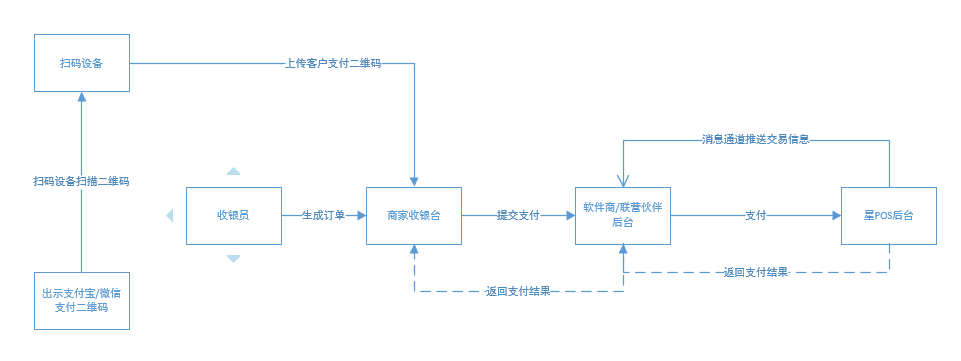 扫码设备
上传客户支付二维码
消息通道推送交易信息
扫码设备扫描二维码
收银员
生成订单
商家收银台
提交支付
软件商/联营伙伴
后台
支付
星POS后台
返回支付结果
返回支付结果
出示支付宝/微信
支付二维码